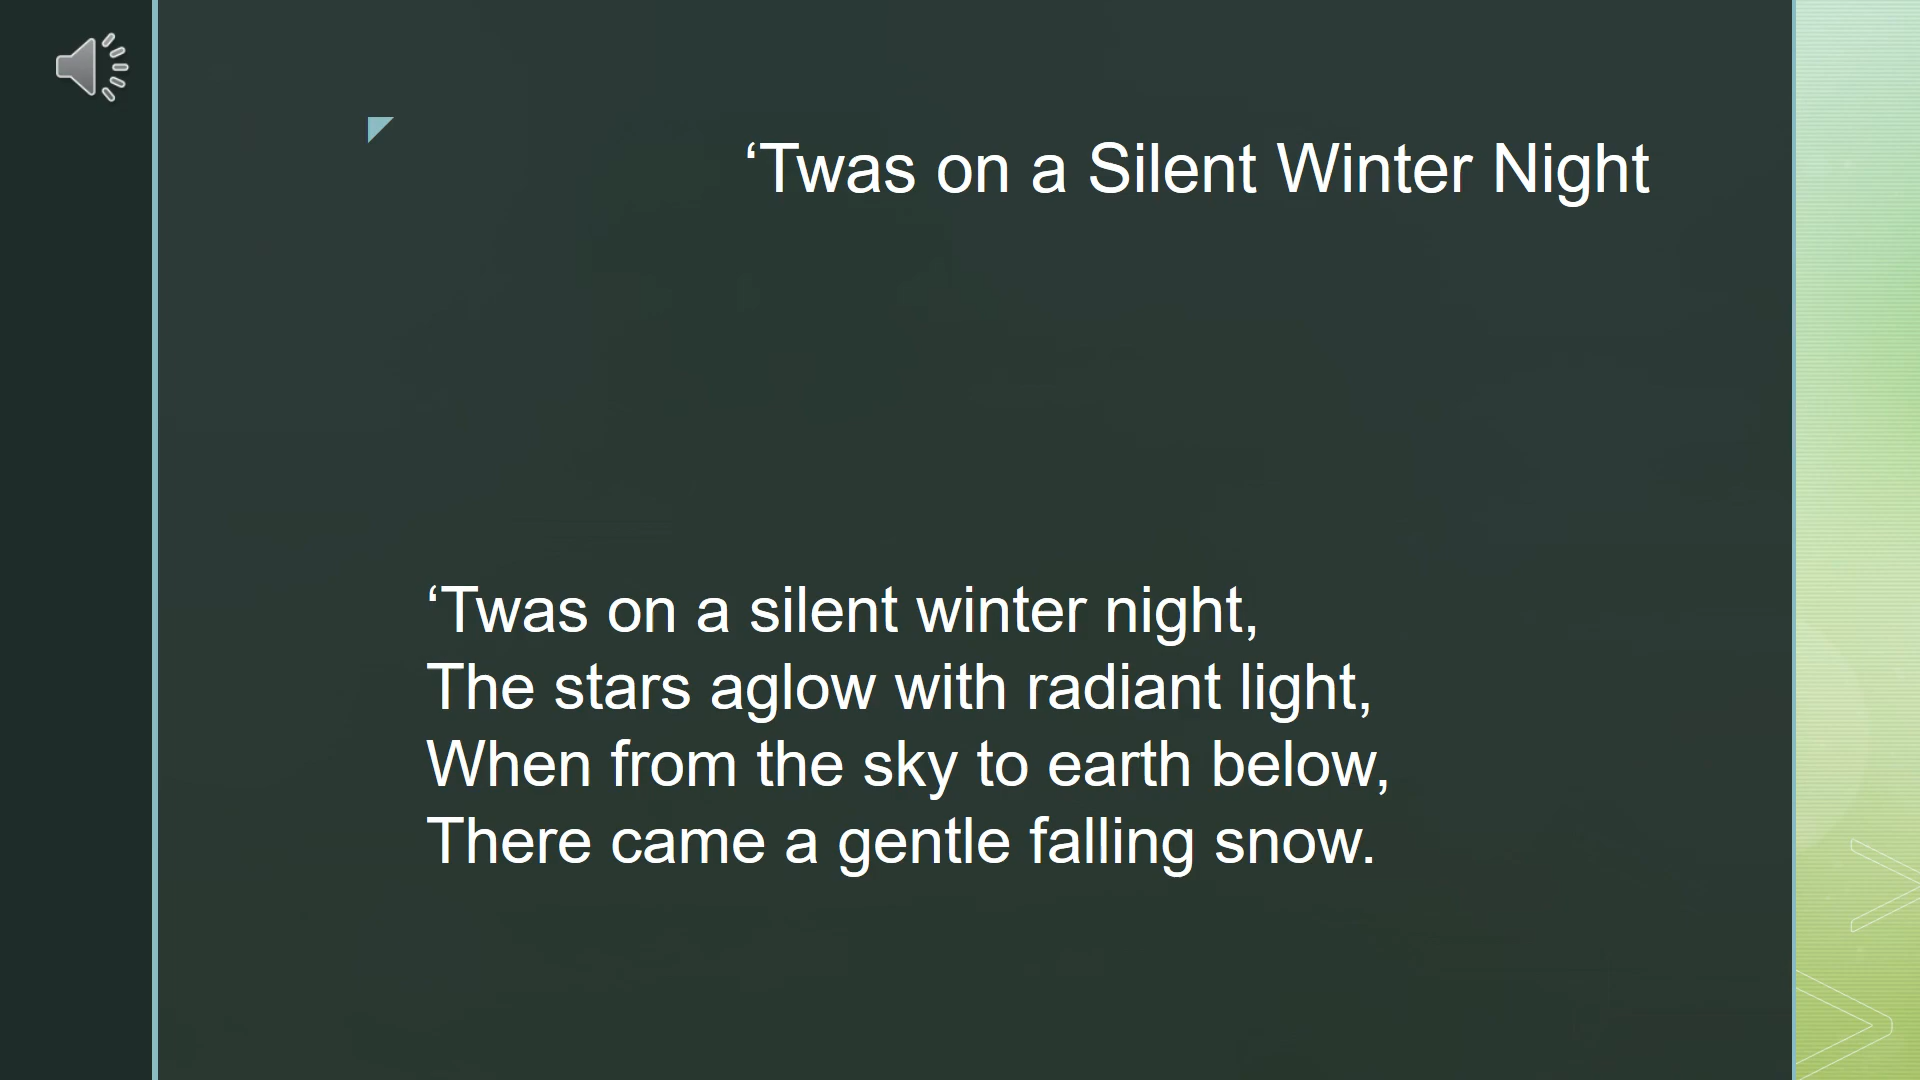 ‘Twas on a Silent Winter Night
‘Twas on a silent winter night,
The stars aglow with radiant light,
When from the sky to earth below,
There came a gentle falling snow.